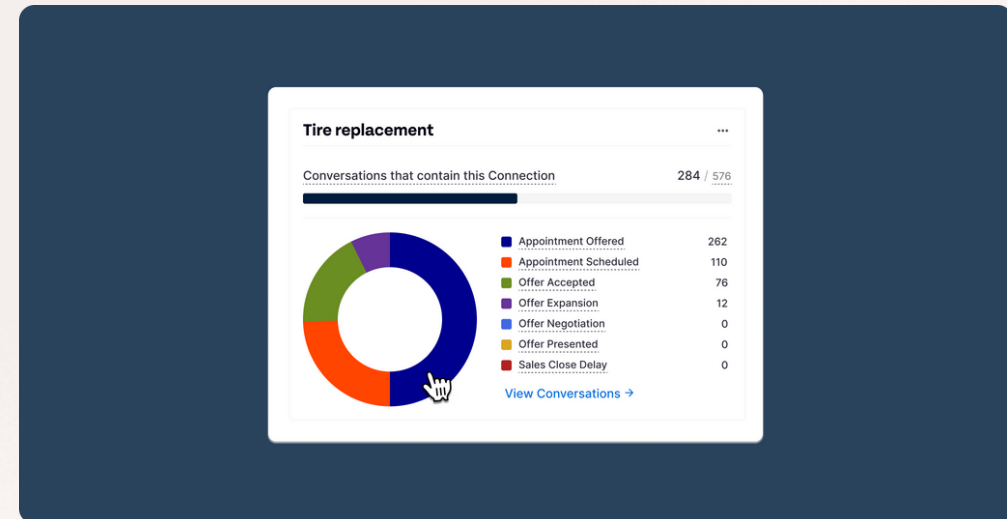 Tire replacement ...
Conversations that contain this Connection 284 / 576
Appointment Offered 262
Appointment Scheduled 110
Offer Accepted 76
Offer Expansion 12
Offer Negotiation 0
Offer Presented 0
Sales Close Delay 0
View Conversations →